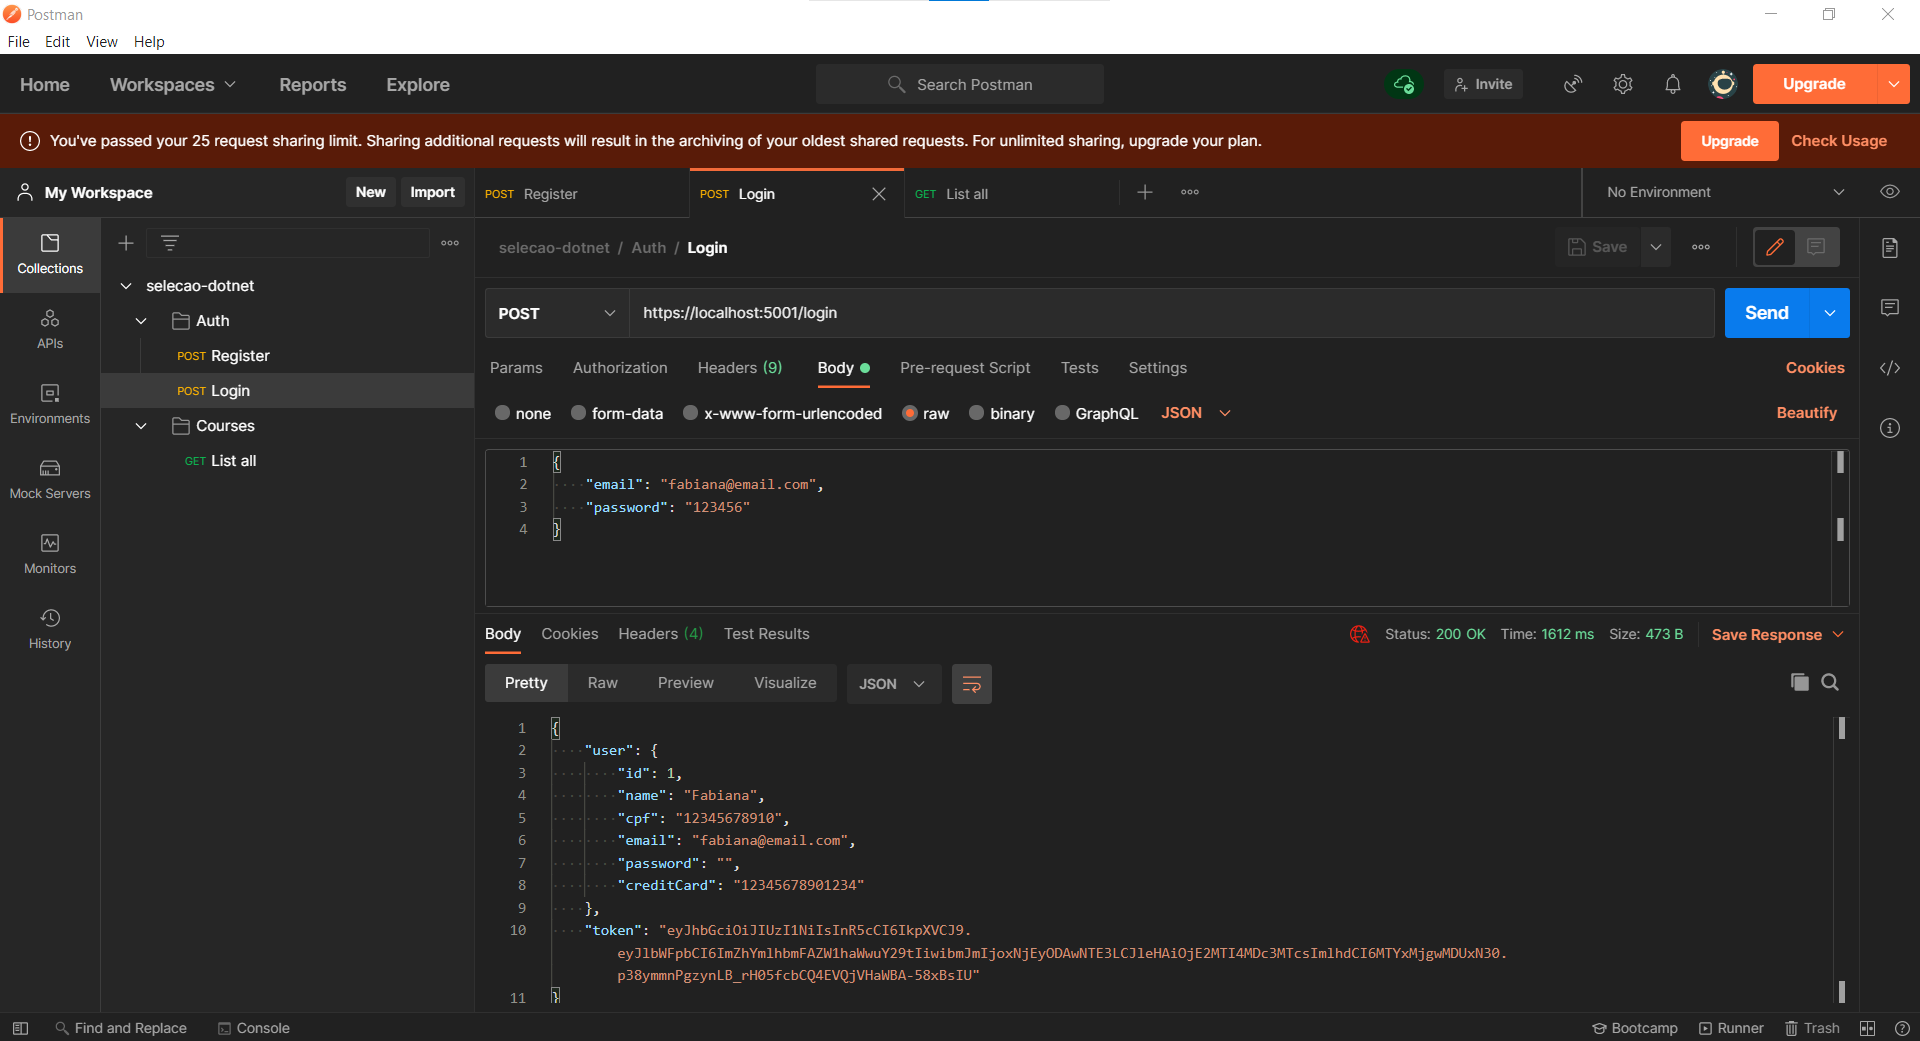 Postman
File Edit View Help
Home Workspaces Reports Explore Search Postman Invite Upgrade
You've passed your 25 request sharing limit. Sharing additional requests will result in the archiving of your oldest shared requests. For unlimited sharing, upgrade your plan. Upgrade Check Usage
My Workspace New Import POST Register POST Login GET List all No Environment
Collections
APIs
Environments
Mock Servers
Monitors
History
selecao-dotnet
Auth
POST Register
POST Login
Courses
GET List all
selecao-dotnet / Auth / Login Save
POST https://localhost:5001/login Send
Params Authorization Headers (9) Body Pre-request Script Tests Settings Cookies
none form-data x-www-form-urlencoded raw binary GraphQL JSON Beautify
1 {
2 "email": "fabiana@email.com",
3 "password": "123456"
4 }
Body Cookies Headers (4) Test Results Status: 200 OK Time: 1612 ms Size: 473 B Save Response
Pretty Raw Preview Visualize JSON
1 {
2 "user": {
3 "id": 1,
4 "name": "Fabiana",
5 "cpf": "12345678910",
6 "email": "fabiana@email.com",
7 "password": "",
8 "creditCard": "12345678901234"
9 },
10 "token": "eyJhbGciOiJIUzI1NiIsInR5cCI6IkpXVCJ9.
eyJlbWFpbCI6ImZhYmlhbmFAZW1haWwuY29tIiwibmJmIjoxNjEyODAwNTE3LCJleHAiOjE2MTI4MDc3MTcsImlhdCI6MTYxMjgwMDUxN30.
p38ymmnPgzynLB_rH05fcbCQ4EVQjVHaWBA-58xBsIU"
11 }
Find and Replace Console Bootcamp Runner Trash